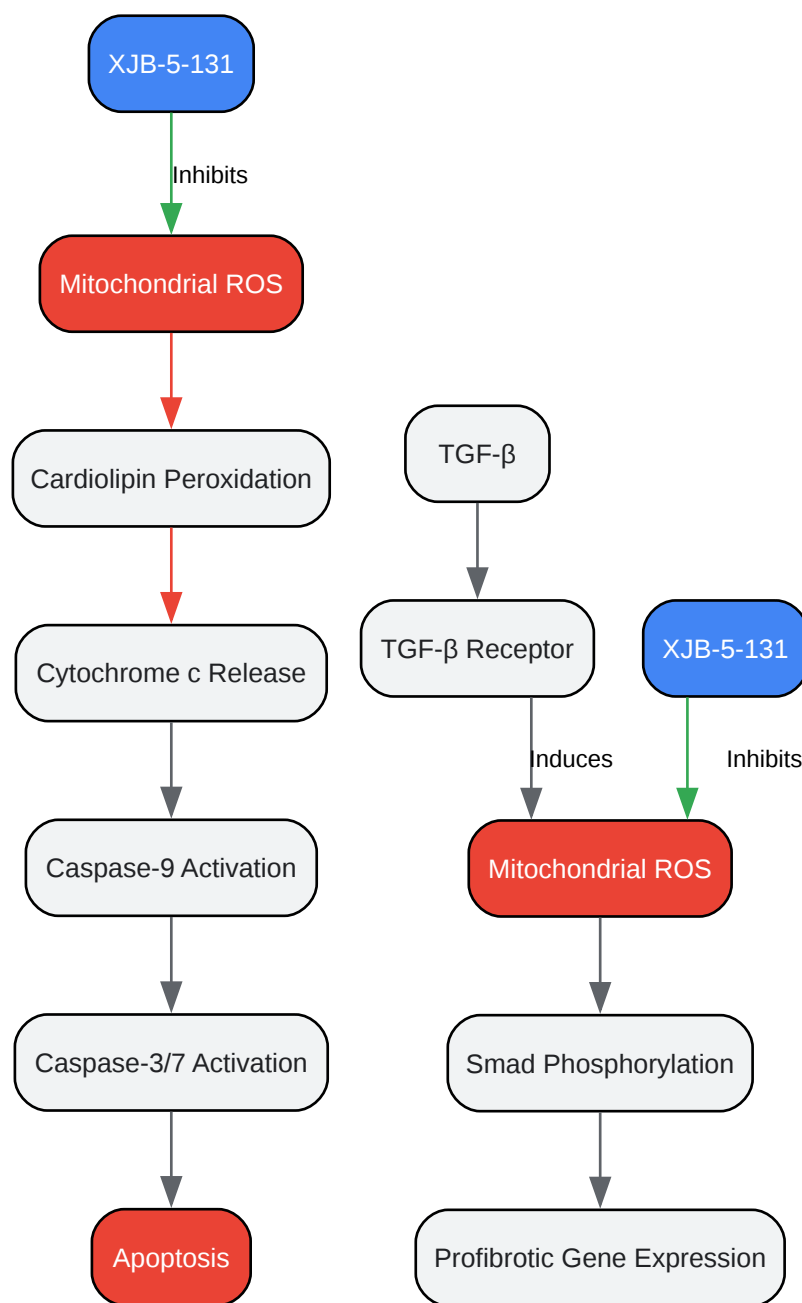 XJB-5-131
Inhibits
Mitochondrial ROS
Cardiolipin Peroxidation
Cytochrome c Release
Caspase-9 Activation
Caspase-3/7 Activation
Apoptosis
TGF-β
TGF-β Receptor
XJB-5-131
Induces
Inhibits
Mitochondrial ROS
Smad Phosphorylation
Profibrotic Gene Expression